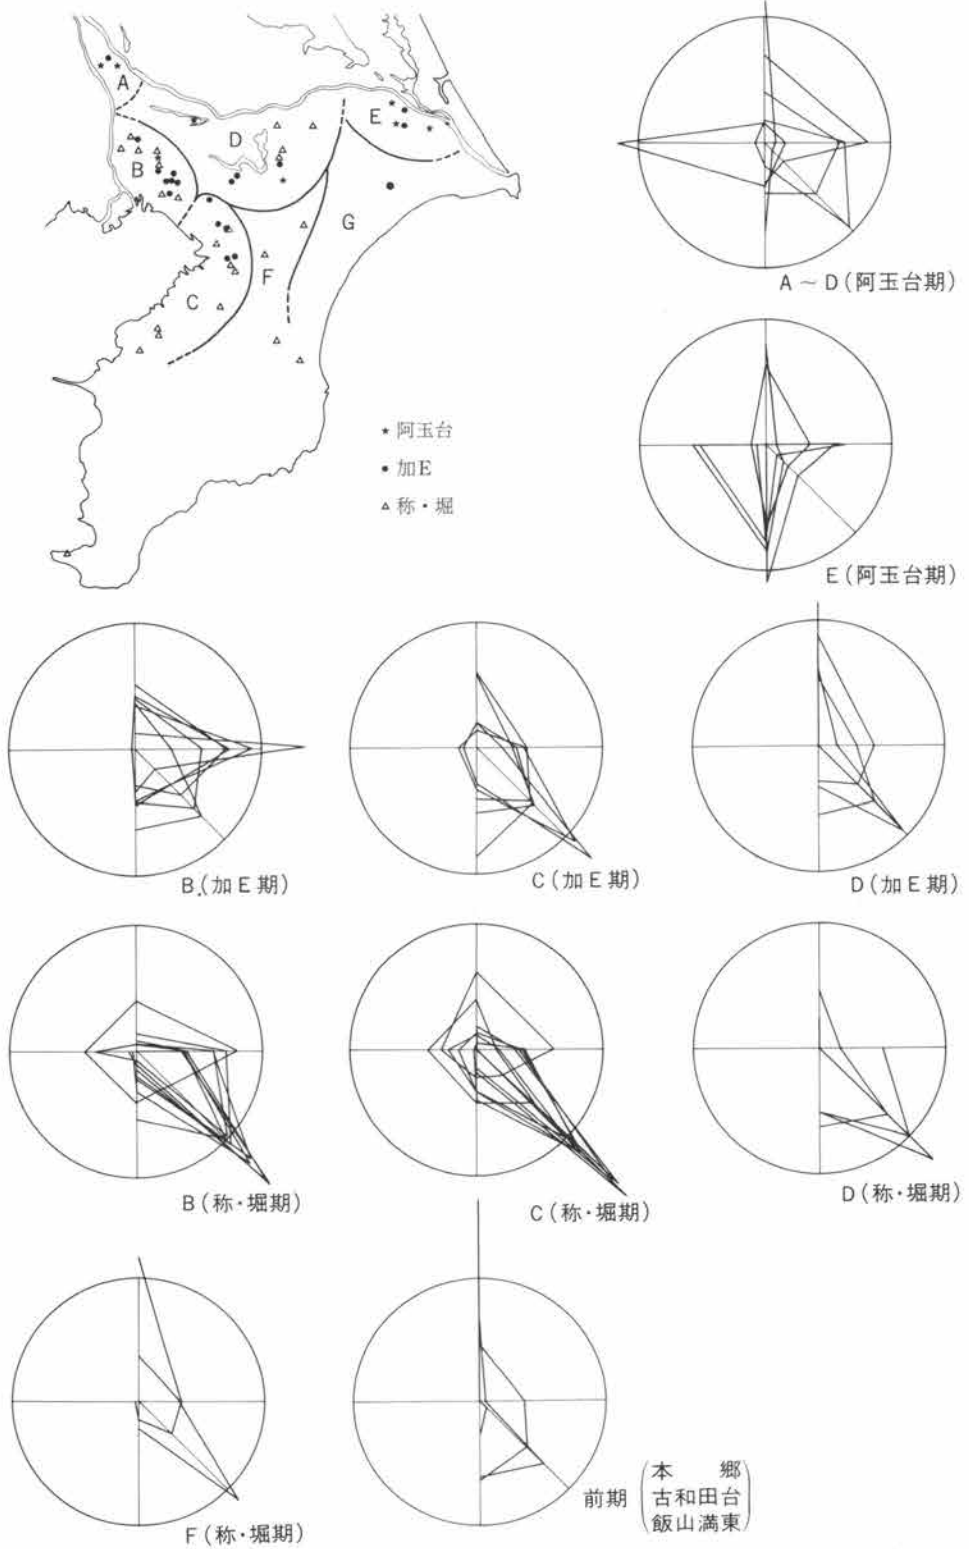 A
B
C
D
E
F
G
★ 阿玉台
● 加E
△ 称・堀
A～D(阿玉台期)
E(阿玉台期)
B.(加E期)
C(加E期)
D(加E期)
B(称・堀期)
C(称・堀期)
D(称・堀期)
F(称・堀期)
前期
本郷
古和田台
飯山満東